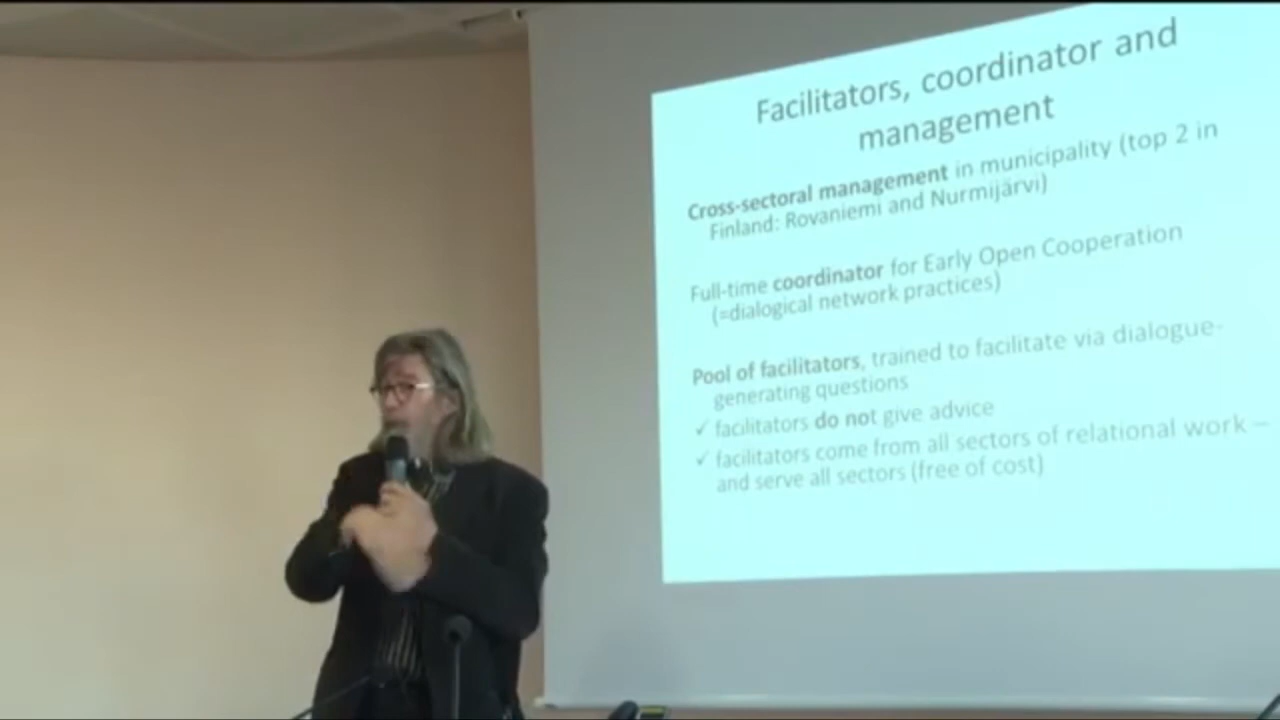 Facilitators, coordinator and
management
Cross-sectoral management in municipality (top 2 in
Finland: Rovaniemi and Nurmijärvi)
Full-time coordinator for Early Open Cooperation
(=dialogical network practices)
Pool of facilitators, trained to facilitate via dialogue-
generating questions
✓ facilitators do not give advice
✓ facilitators come from all sectors of relational work –
and serve all sectors (free of cost)